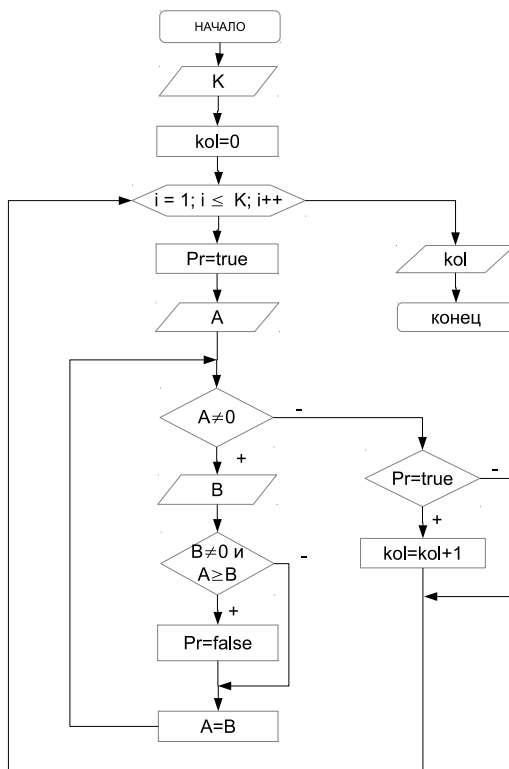 НАЧАЛО
K
kol=0
i = 1; i ≤ K; i++
Pr=true
kol
A
конец
A≠0
-
+
Pr=true
-
B
+
B≠0 и
A≥B
-
kol=kol+1
+
Pr=false
A=B